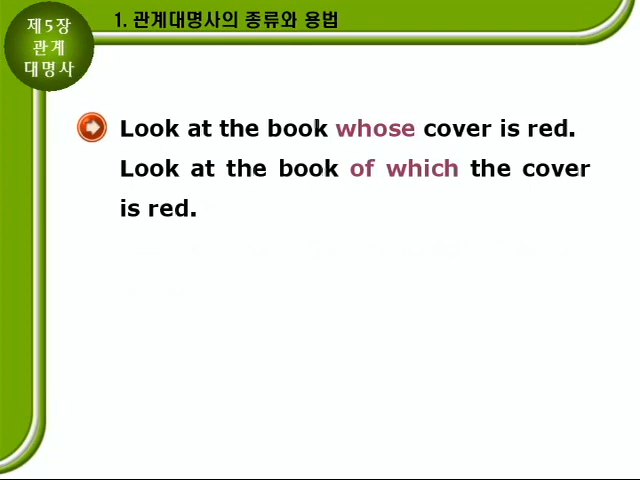 제5장
관계
대명사
1. 관계대명사의 종류와 용법
Look at the book whose cover is red.
Look at the book of which the cover
is red.